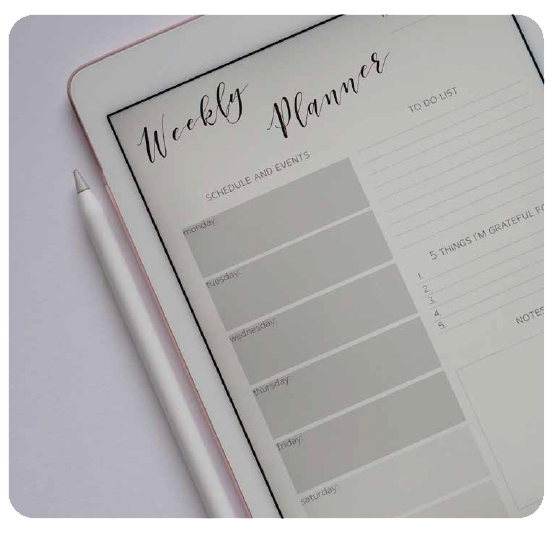 Weekly Planner
SCHEDULE AND EVENTS
monday:
tuesday:
wednesday:
thursday:
friday:
saturday:
TO DO LIST
5 THINGS I'M GRATEFUL FO
1.
2.
3.
4.
5.
NOTES